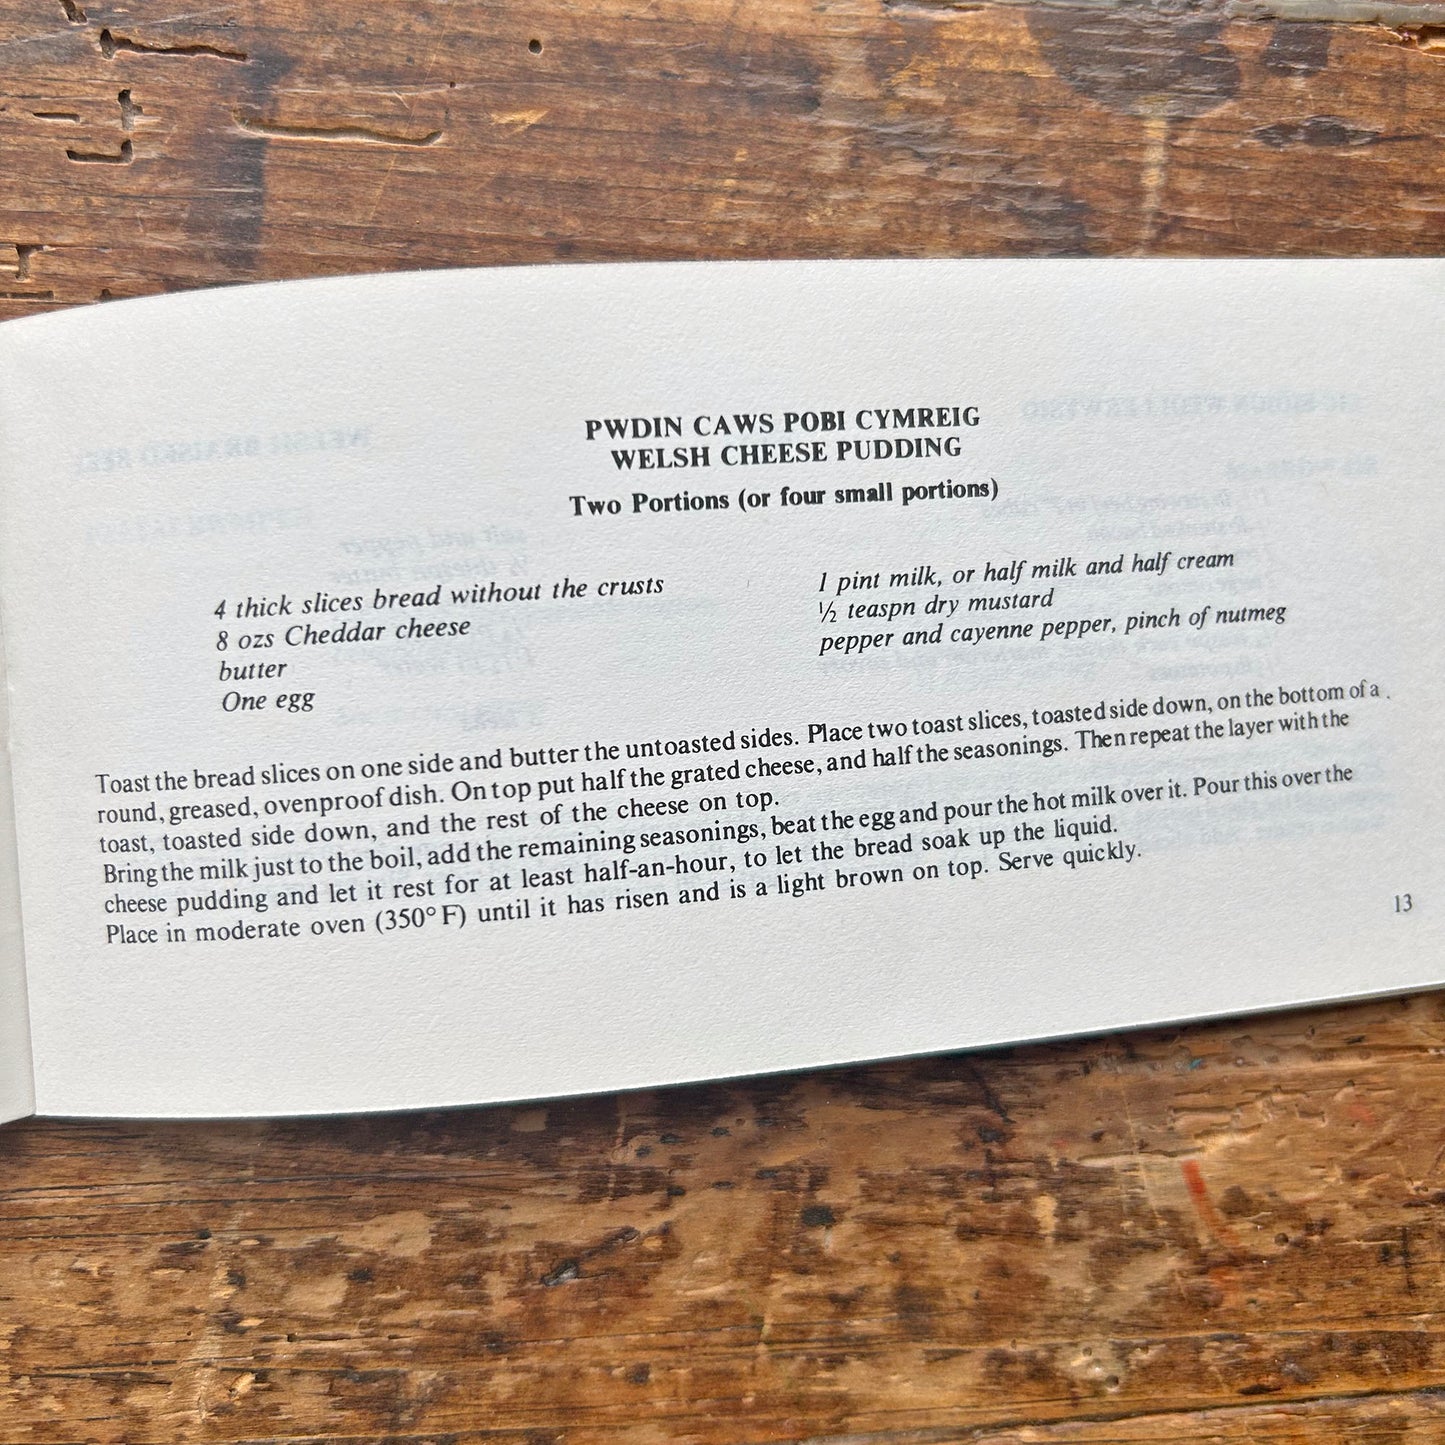 PWDIN CAWS POBI CYMREIG
WELSH CHEESE PUDDING
Two Portions (or four small portions)
4 thick slices bread without the crusts
8 ozs Cheddar cheese
butter
One egg
1 pint milk, or half milk and half cream
½ teaspn dry mustard
pepper and cayenne pepper, pinch of nutmeg
Toast the bread slices on one side and butter the untoasted sides. Place two toast slices, toasted side down, on the bottom of a
round, greased, ovenproof dish. On top put half the grated cheese, and half the seasonings. Then repeat the layer with the
toast, toasted side down, and the rest of the cheese on top.
Bring the milk just to the boil, add the remaining seasonings, beat the egg and pour the hot milk over it. Pour this over the
cheese pudding and let it rest for at least half-an-hour, to let the bread soak up the liquid.
Place in moderate oven (350° F) until it has risen and is a light brown on top. Serve quickly.
13